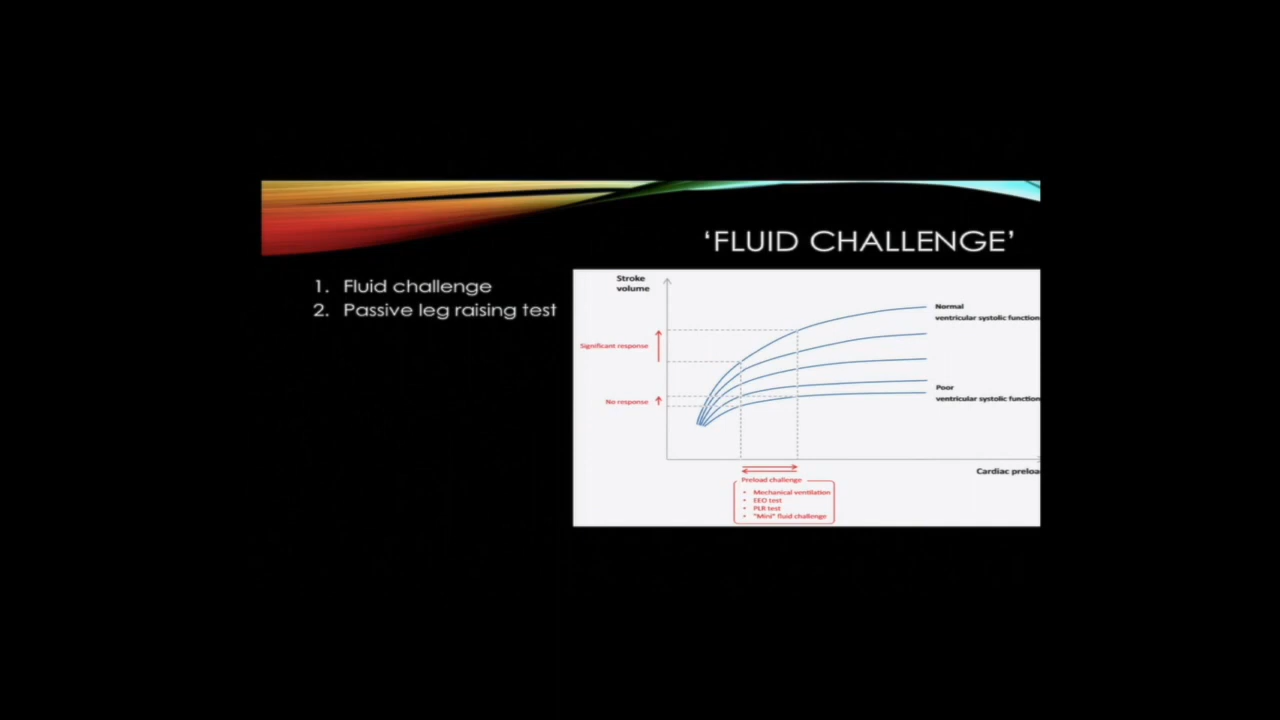 ‘FLUID CHALLENGE’
1. Fluid challenge
2. Passive leg raising test
Stroke
volume
Normal
ventricular systolic function
Significant response
Poor
ventricular systolic function
No response
Cardiac preloa
Preload challenge
• Mechanical ventilation
• EEO test
• PLR test
• "Mini" fluid challenge